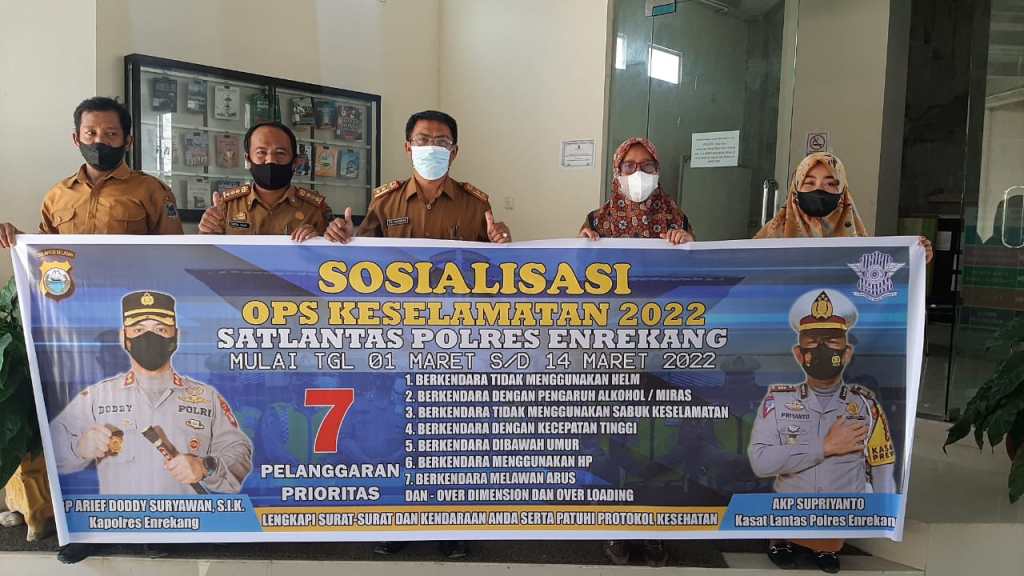 SOSIALISASI
OPS KESELAMATAN 2022
SATLANTAS POLRES ENREKANG
MULAI TGL 01 MARET S/D 14 MARET 2022
7
PELANGGARAN
PRIORITAS
1. BERKENDARA TIDAK MENGGUNAKAN HELM
2. BERKENDARA DENGAN PENGARUH ALKOHOL / MIRAS
3. BERKENDARA TIDAK MENGGUNAKAN SABUK KESELAMATAN
4. BERKENDARA DENGAN KECEPATAN TINGGI
5. BERKENDARA DIBAWAH UMUR
6. BERKENDARA MENGGUNAKAN HP
7. BERKENDARA MELAWAN ARUS
DAN - OVER DIMENSION DAN OVER LOADING
LENGKAPI SURAT-SURAT DAN KENDARAAN ANDA SERTA PATUHI PROTOKOL KESEHATAN
DODDY
POLRI
P ARIEF DODDY SURYAWAN, S.I.K.
Kapolres Enrekang
PRIYANTO
AKP SUPRIYANTO
Kasat Lantas Polres Enrekan